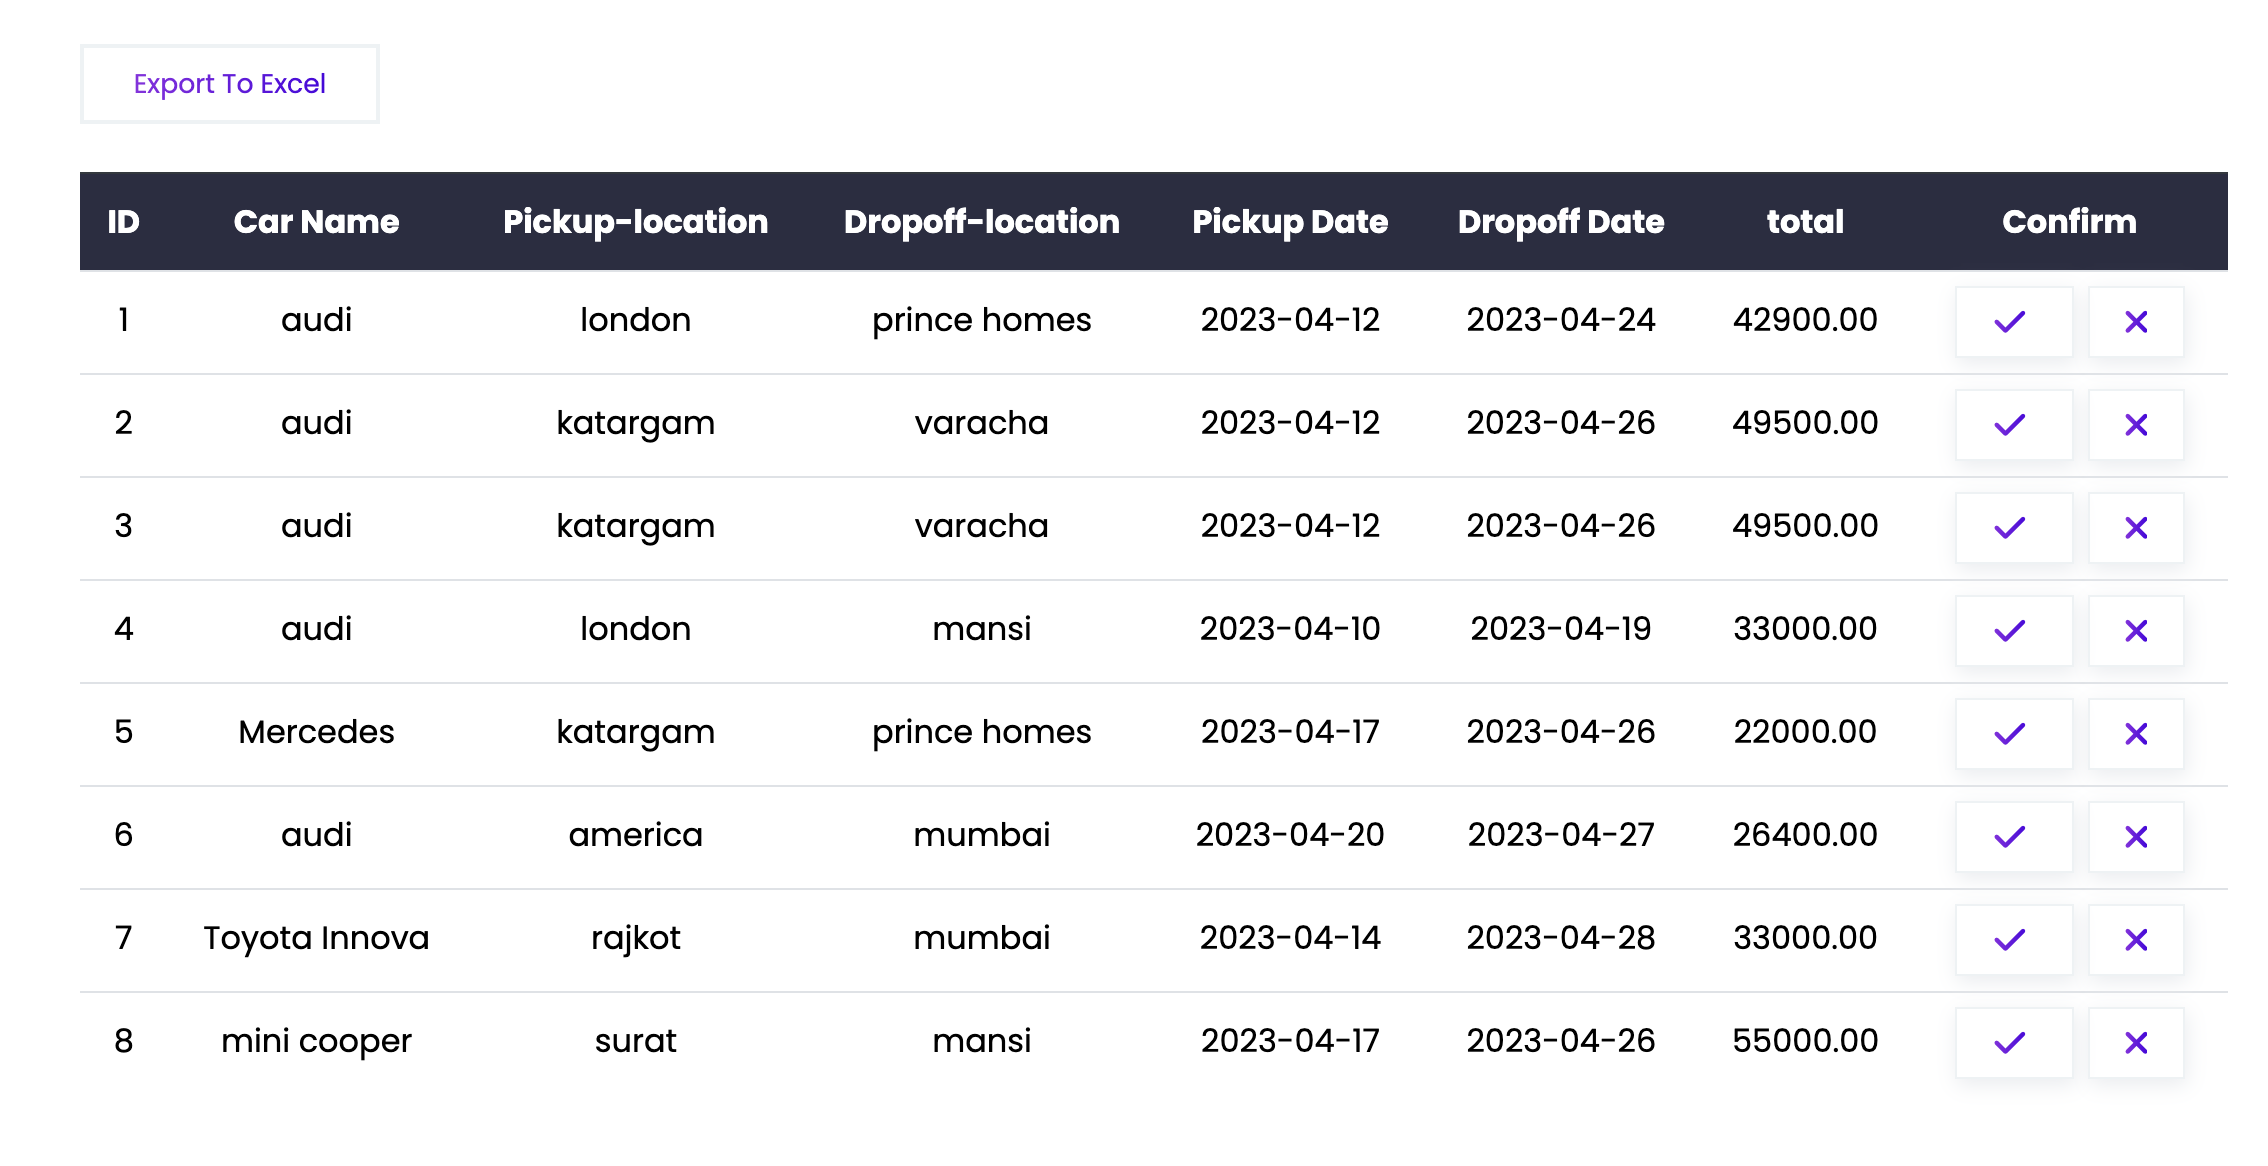 Export To Excel
ID Car Name Pickup-location Dropoff-location Pickup Date Dropoff Date total Confirm
1 audi london prince homes 2023-04-12 2023-04-24 42900.00
2 audi katargam varacha 2023-04-12 2023-04-26 49500.00
3 audi katargam varacha 2023-04-12 2023-04-26 49500.00
4 audi london mansi 2023-04-10 2023-04-19 33000.00
5 Mercedes katargam prince homes 2023-04-17 2023-04-26 22000.00
6 audi america mumbai 2023-04-20 2023-04-27 26400.00
7 Toyota Innova rajkot mumbai 2023-04-14 2023-04-28 33000.00
8 mini cooper surat mansi 2023-04-17 2023-04-26 55000.00